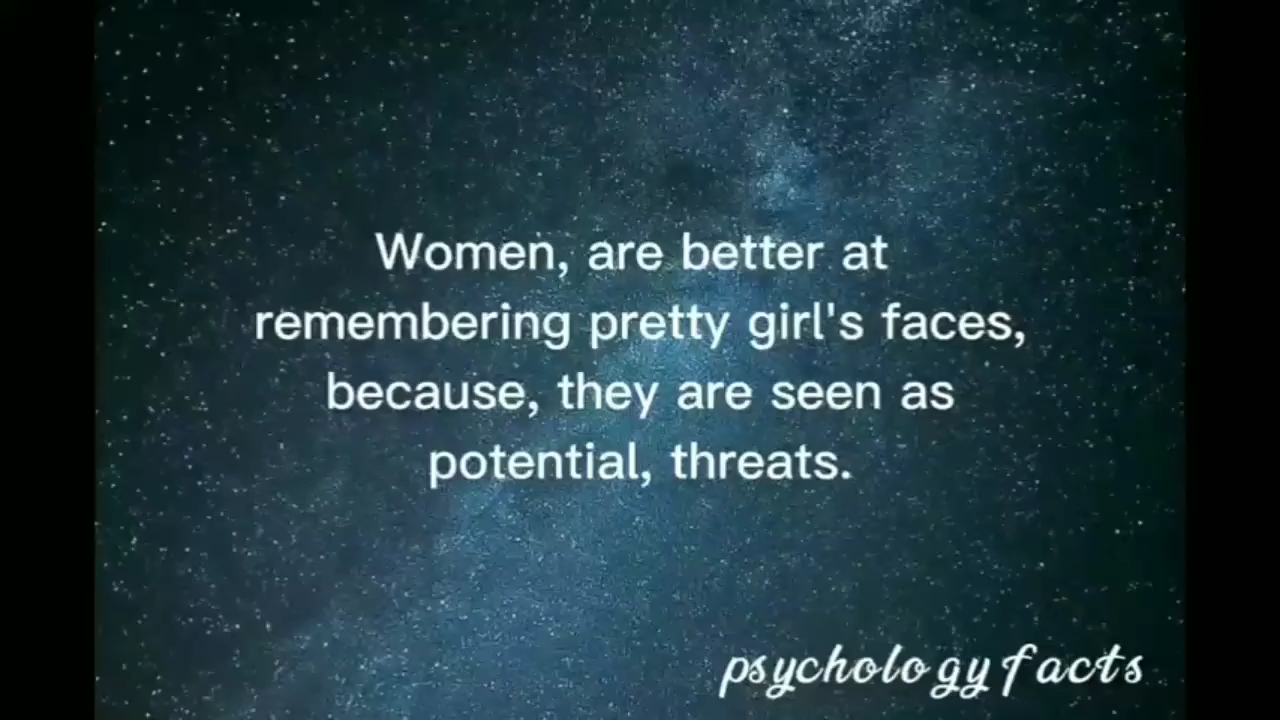 Women, are better at
remembering pretty girl's faces,
because, they are seen as
potential, threats.
psychology facts